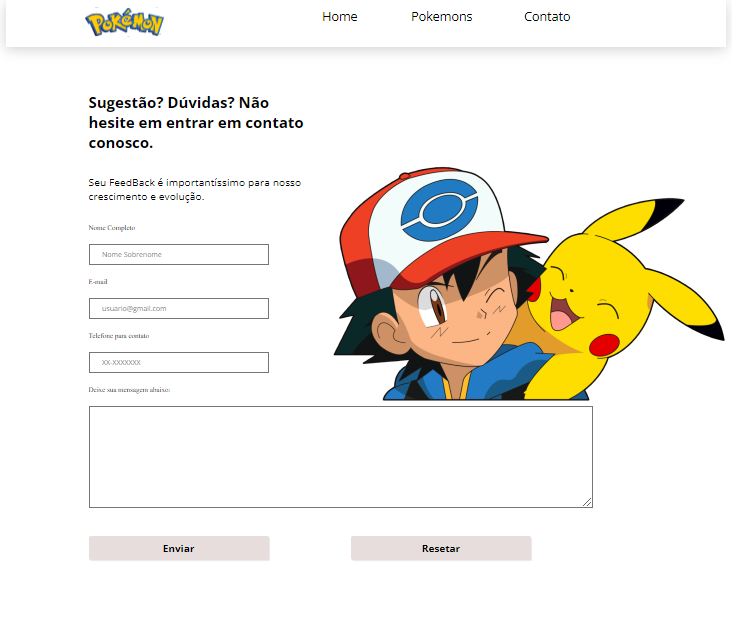 Pokémon
Home
Pokemons
Contato
Sugestão? Dúvidas? Não
hesite em entrar em contato
conosco.
Seu FeedBack é importantíssimo para nosso
crescimento e evolução.
Nome Completo
Nome Sobrenome
E-mail
usuario@gmail.com
Telefone para contato
XX-XXXXXXX
Deixe sua mensagem abaixo:
Enviar
Resetar